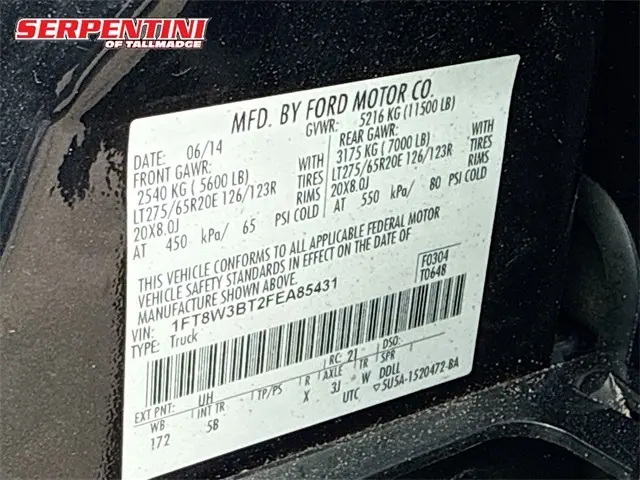 SERPENTINI
OF TALLMADGE
MFD. BY FORD MOTOR CO.
DATE: 06/14 GVWR: 5216 KG (11500 LB)
FRONT GAWR: REAR GAWR:
2540 KG ( 5600 LB) WITH 3175 KG ( 7000 LB) WITH
LT275/65R20E 126/123R TIRES LT275/65R20E 126/123R TIRES
20X8.0J RIMS 20X8.0J RIMS
AT 450 kPa/ 65 PSI COLD AT 550 kPa/ 80 PSI COLD
THIS VEHICLE CONFORMS TO ALL APPLICABLE FEDERAL MOTOR
VEHICLE SAFETY STANDARDS IN EFFECT ON THE DATE OF
MANUFACTURE SHOWN ABOVE.
F0304
T0648
VIN: 1FT8W3BT2FEA85431
TYPE: Truck
EXT PNT: UH RC: 21 DSO:
WB INT TR TP/PS R AXLE TR SPR
172 5B X 3J W DDLL
UTC ▽5U5A-1520472-BA